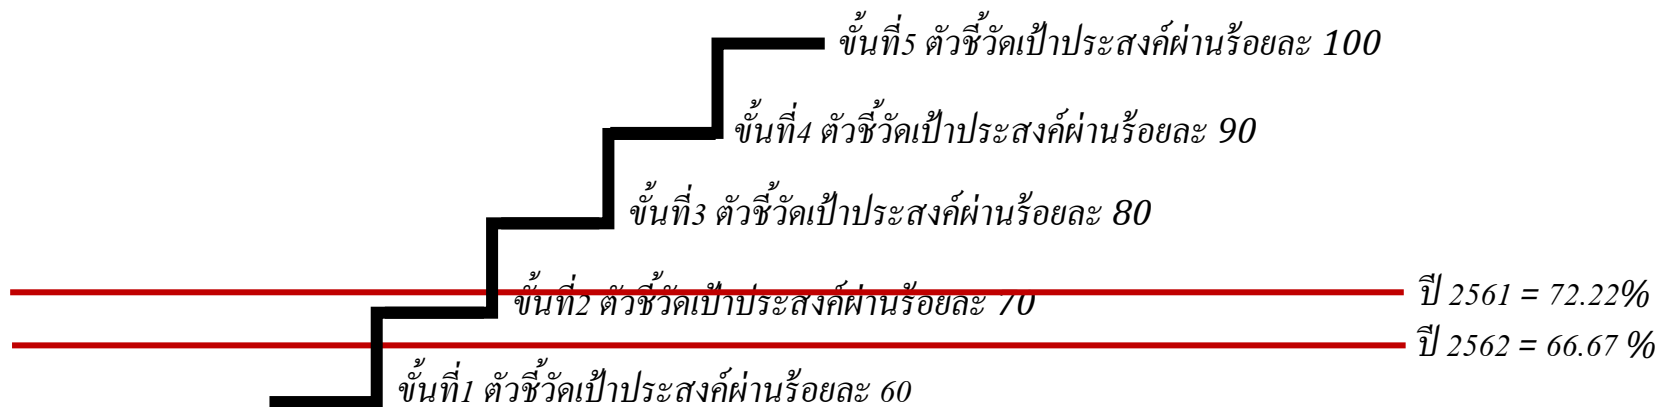 ขั้นที่5 ตัวชี้วัดเป้าประสงค์ผ่านร้อยละ 100
ขั้นที่4 ตัวชี้วัดเป้าประสงค์ผ่านร้อยละ 90
ขั้นที่3 ตัวชี้วัดเป้าประสงค์ผ่านร้อยละ 80
ขั้นที่2 ตัวชี้วัดเป้าประสงค์ผ่านร้อยละ 70
ปี 2561 = 72.22%
ปี 2562 = 66.67 %
ขั้นที่1 ตัวชี้วัดเป้าประสงค์ผ่านร้อยละ 60